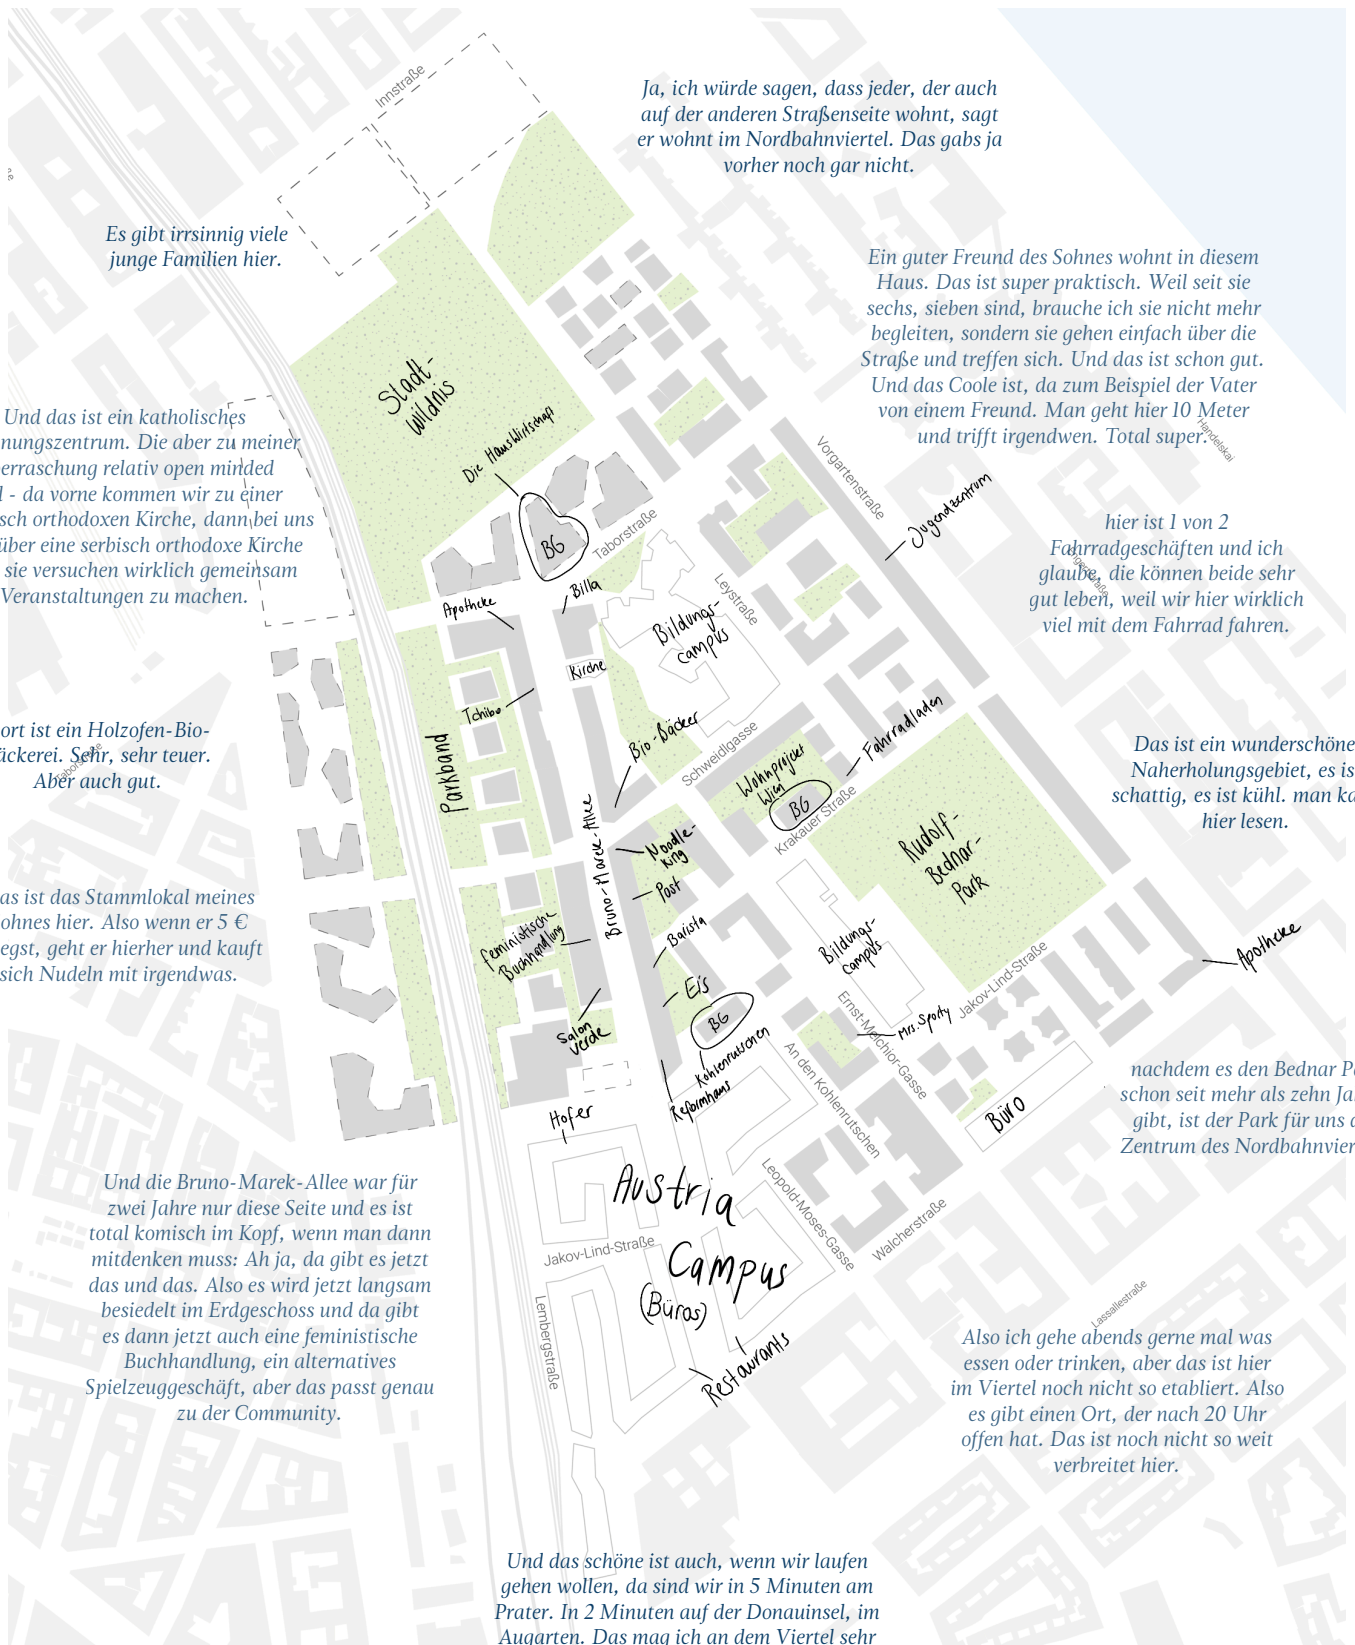 Innstraße
Ja, ich würde sagen, dass jeder, der auch
auf der anderen Straßenseite wohnt, sagt
er wohnt im Nordbahnviertel. Das gabs ja
vorher noch gar nicht.
Es gibt irrsinnig viele
junge Familien hier.
Ein guter Freund des Sohnes wohnt in diesem
Haus. Das ist super praktisch. Weil seit sie
sechs, sieben sind, brauche ich sie nicht mehr
begleiten, sondern sie gehen einfach über die
Straße und treffen sich. Und das ist schon gut.
Und das Coole ist, da zum Beispiel der Vater
von einem Freund. Man geht hier 10 Meter
und trifft irgendwen. Total super.
Handelskai
Stadt-
wildnis
Die HausWirtschaft
BG
Taborstraße
Vorgartenstraße
Jugendzentrum
Und das ist ein katholisches
nungszentrum. Die aber zu meiner
erraschung relativ open minded
l - da vorne kommen wir zu einer
sch orthodoxen Kirche, dann bei uns
über eine serbisch orthodoxe Kirche
sie versuchen wirklich gemeinsam
Veranstaltungen zu machen.
hier ist 1 von 2
Fahrradgeschäften und ich
glaube, die können beide sehr
gut leben, weil wir hier wirklich
viel mit dem Fahrrad fahren.
Apotheke
Billa
Leystraße
Bildungs-
campus
Kirche
Tchibo
Bio-Bäcker
Schweidlgasse
Fahrradladen
Parkband
Wohnprojekt
Wien
BG
Krakauer Straße
ort ist ein Holzofen-Bio-
äckerei. Sehr, sehr teuer.
Aber auch gut.
Taborstraße
Das ist ein wunderschöne
Naherholungsgebiet, es is
schattig, es ist kühl. man ka
hier lesen.
Bruno-Marek-Allee
Noodle-
king
Post
Rudolf-
Bednar-
Park
as ist das Stammlokal meines
ohnes hier. Also wenn er 5 €
egst, geht er hierher und kauft
sich Nudeln mit irgendwas.
feministische
Buchhandlung
Barista
Bildungs-
campus
Apotheke
Eis
BG
Salon
verde
Kohlenrutschen
Reformhaus
Mrs. Sporty
Jakov-Lind-Straße
Ernst-Melchior-Gasse
An den Kohlenrutschen
nachdem es den Bednar Pa
schon seit mehr als zehn Jah
gibt, ist der Park für uns d
Zentrum des Nordbahnvier
Hofer
Büro
Austria
Campus
(Büros)
Restaurants
Jakov-Lind-Straße
Leopold-Moses-Gasse
Walcherstraße
Lembergstraße
Lassallestraße
Und die Bruno-Marek-Allee war für
zwei Jahre nur diese Seite und es ist
total komisch im Kopf, wenn man dann
mitdenken muss: Ah ja, da gibt es jetzt
das und das. Also es wird jetzt langsam
besiedelt im Erdgeschoss und da gibt
es dann jetzt auch eine feministische
Buchhandlung, ein alternatives
Spielzeuggeschäft, aber das passt genau
zu der Community.
Also ich gehe abends gerne mal was
essen oder trinken, aber das ist hier
im Viertel noch nicht so etabliert. Also
es gibt einen Ort, der nach 20 Uhr
offen hat. Das ist noch nicht so weit
verbreitet hier.
Und das schöne ist auch, wenn wir laufen
gehen wollen, da sind wir in 5 Minuten am
Prater. In 2 Minuten auf der Donauinsel, im
Augarten. Das mag ich an dem Viertel sehr